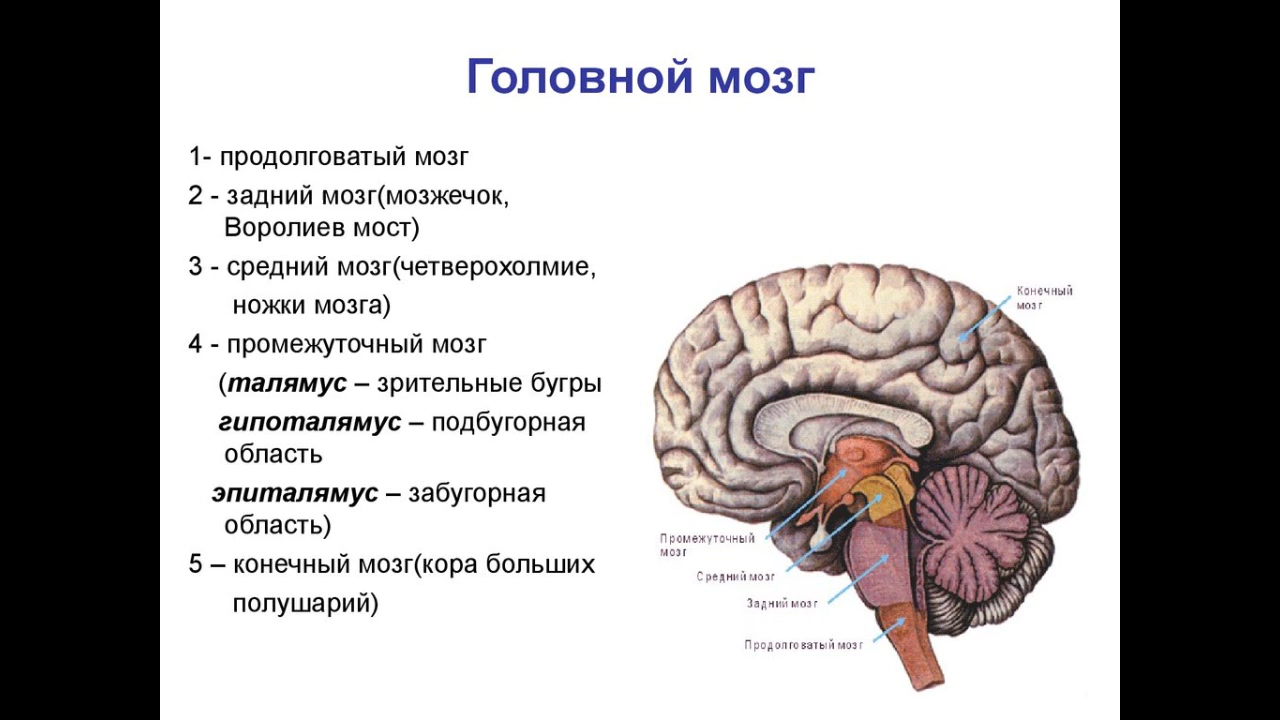 Головной мозг
1- продолговатый мозг
2 - задний мозг(мозжечок,
Воролиев мост)
3 - средний мозг(четверохолмие,
ножки мозга)
4 - промежуточный мозг
(талямус – зрительные бугры
гипоталямус – подбугорная
область
эпиталямус – забугорная
область)
5 – конечный мозг(кора больших
полушарий)
Конечный
мозг
Промежуточный
мозг
Средний мозг
Задний мозг
Продолговатый мозг